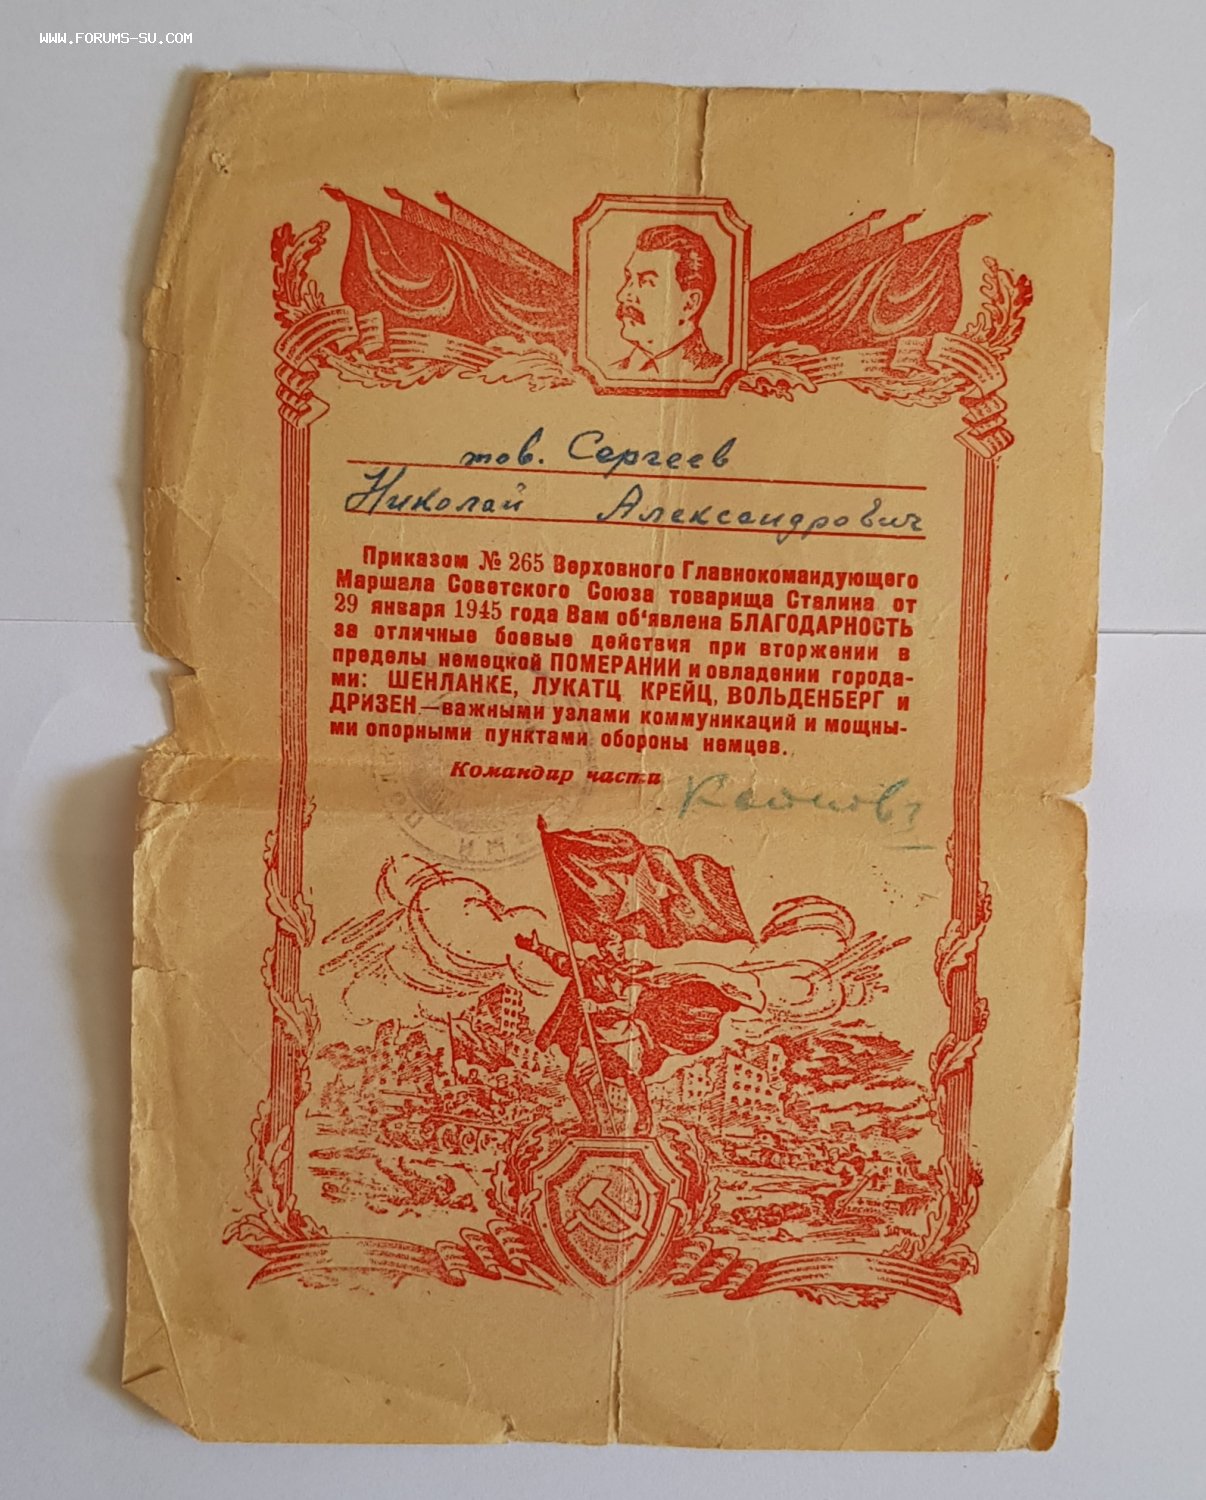 WWW.FORUMS-SU.COM
тов. Сергеев
Николай Александрович
Приказом № 265 Верховного Главнокомандующего
Маршала Советского Союза товарища Сталина от
29 января 1945 года Вам об‘явлена БЛАГОДАРНОСТЬ
за отличные боевые действия при вторжении в
пределы немецкой ПОМЕРАНИИ и овладении города-
ми: ШЕНЛАНКЕ, ЛУКАТЦ КРЕЙЦ, ВОЛЬДЕНБЕРГ и
ДРИЗЕН—важными узлами коммуникаций и мощны-
ми опорными пунктами обороны немцев.
Командир части